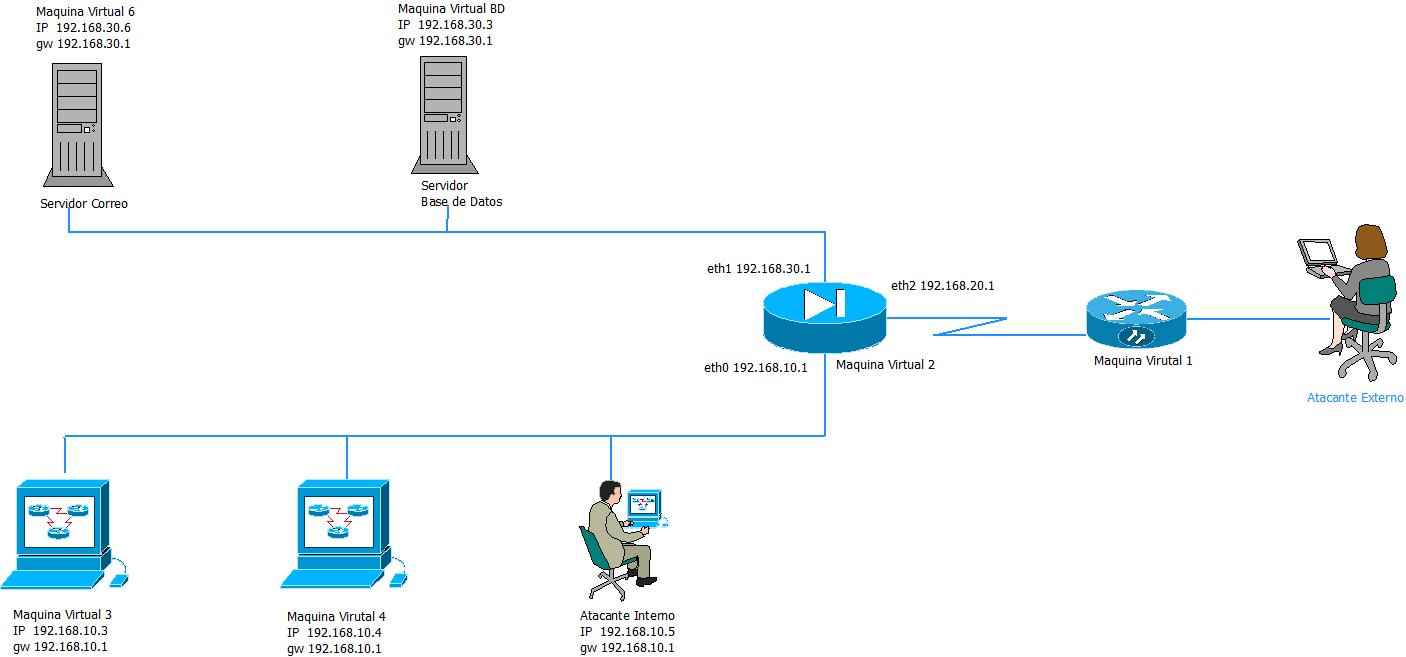 Maquina Virtual 6
IP 192.168.30.6
gw 192.168.30.1
Maquina Virtual BD
IP 192.168.30.3
gw 192.168.30.1
Servidor Correo
Servidor
Base de Datos
eth1 192.168.30.1
eth2 192.168.20.1
eth0 192.168.10.1
Maquina Virtual 2
Maquina Virutal 1
Atacante Externo
Maquina Virtual 3
IP 192.168.10.3
gw 192.168.10.1
Maquina Virutal 4
IP 192.168.10.4
gw 192.168.10.1
Atacante Interno
IP 192.168.10.5
gw 192.168.10.1